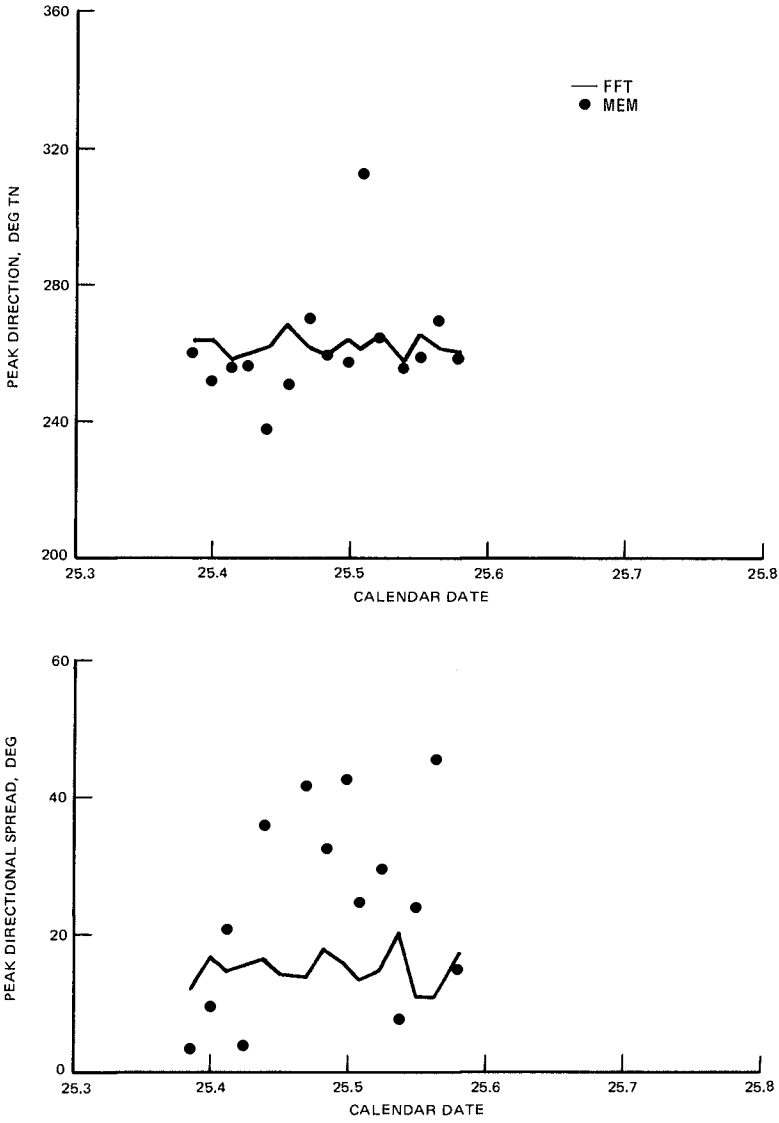 360
320
280
240
200
PEAK DIRECTION, DEG TN
FFT
MEM
25.3 25.4 25.5 25.6 25.7 25.8
CALENDAR DATE
60
40
20
0
PEAK DIRECTIONAL SPREAD, DEG
25.3 25.4 25.5 25.6 25.7 25.8
CALENDAR DATE